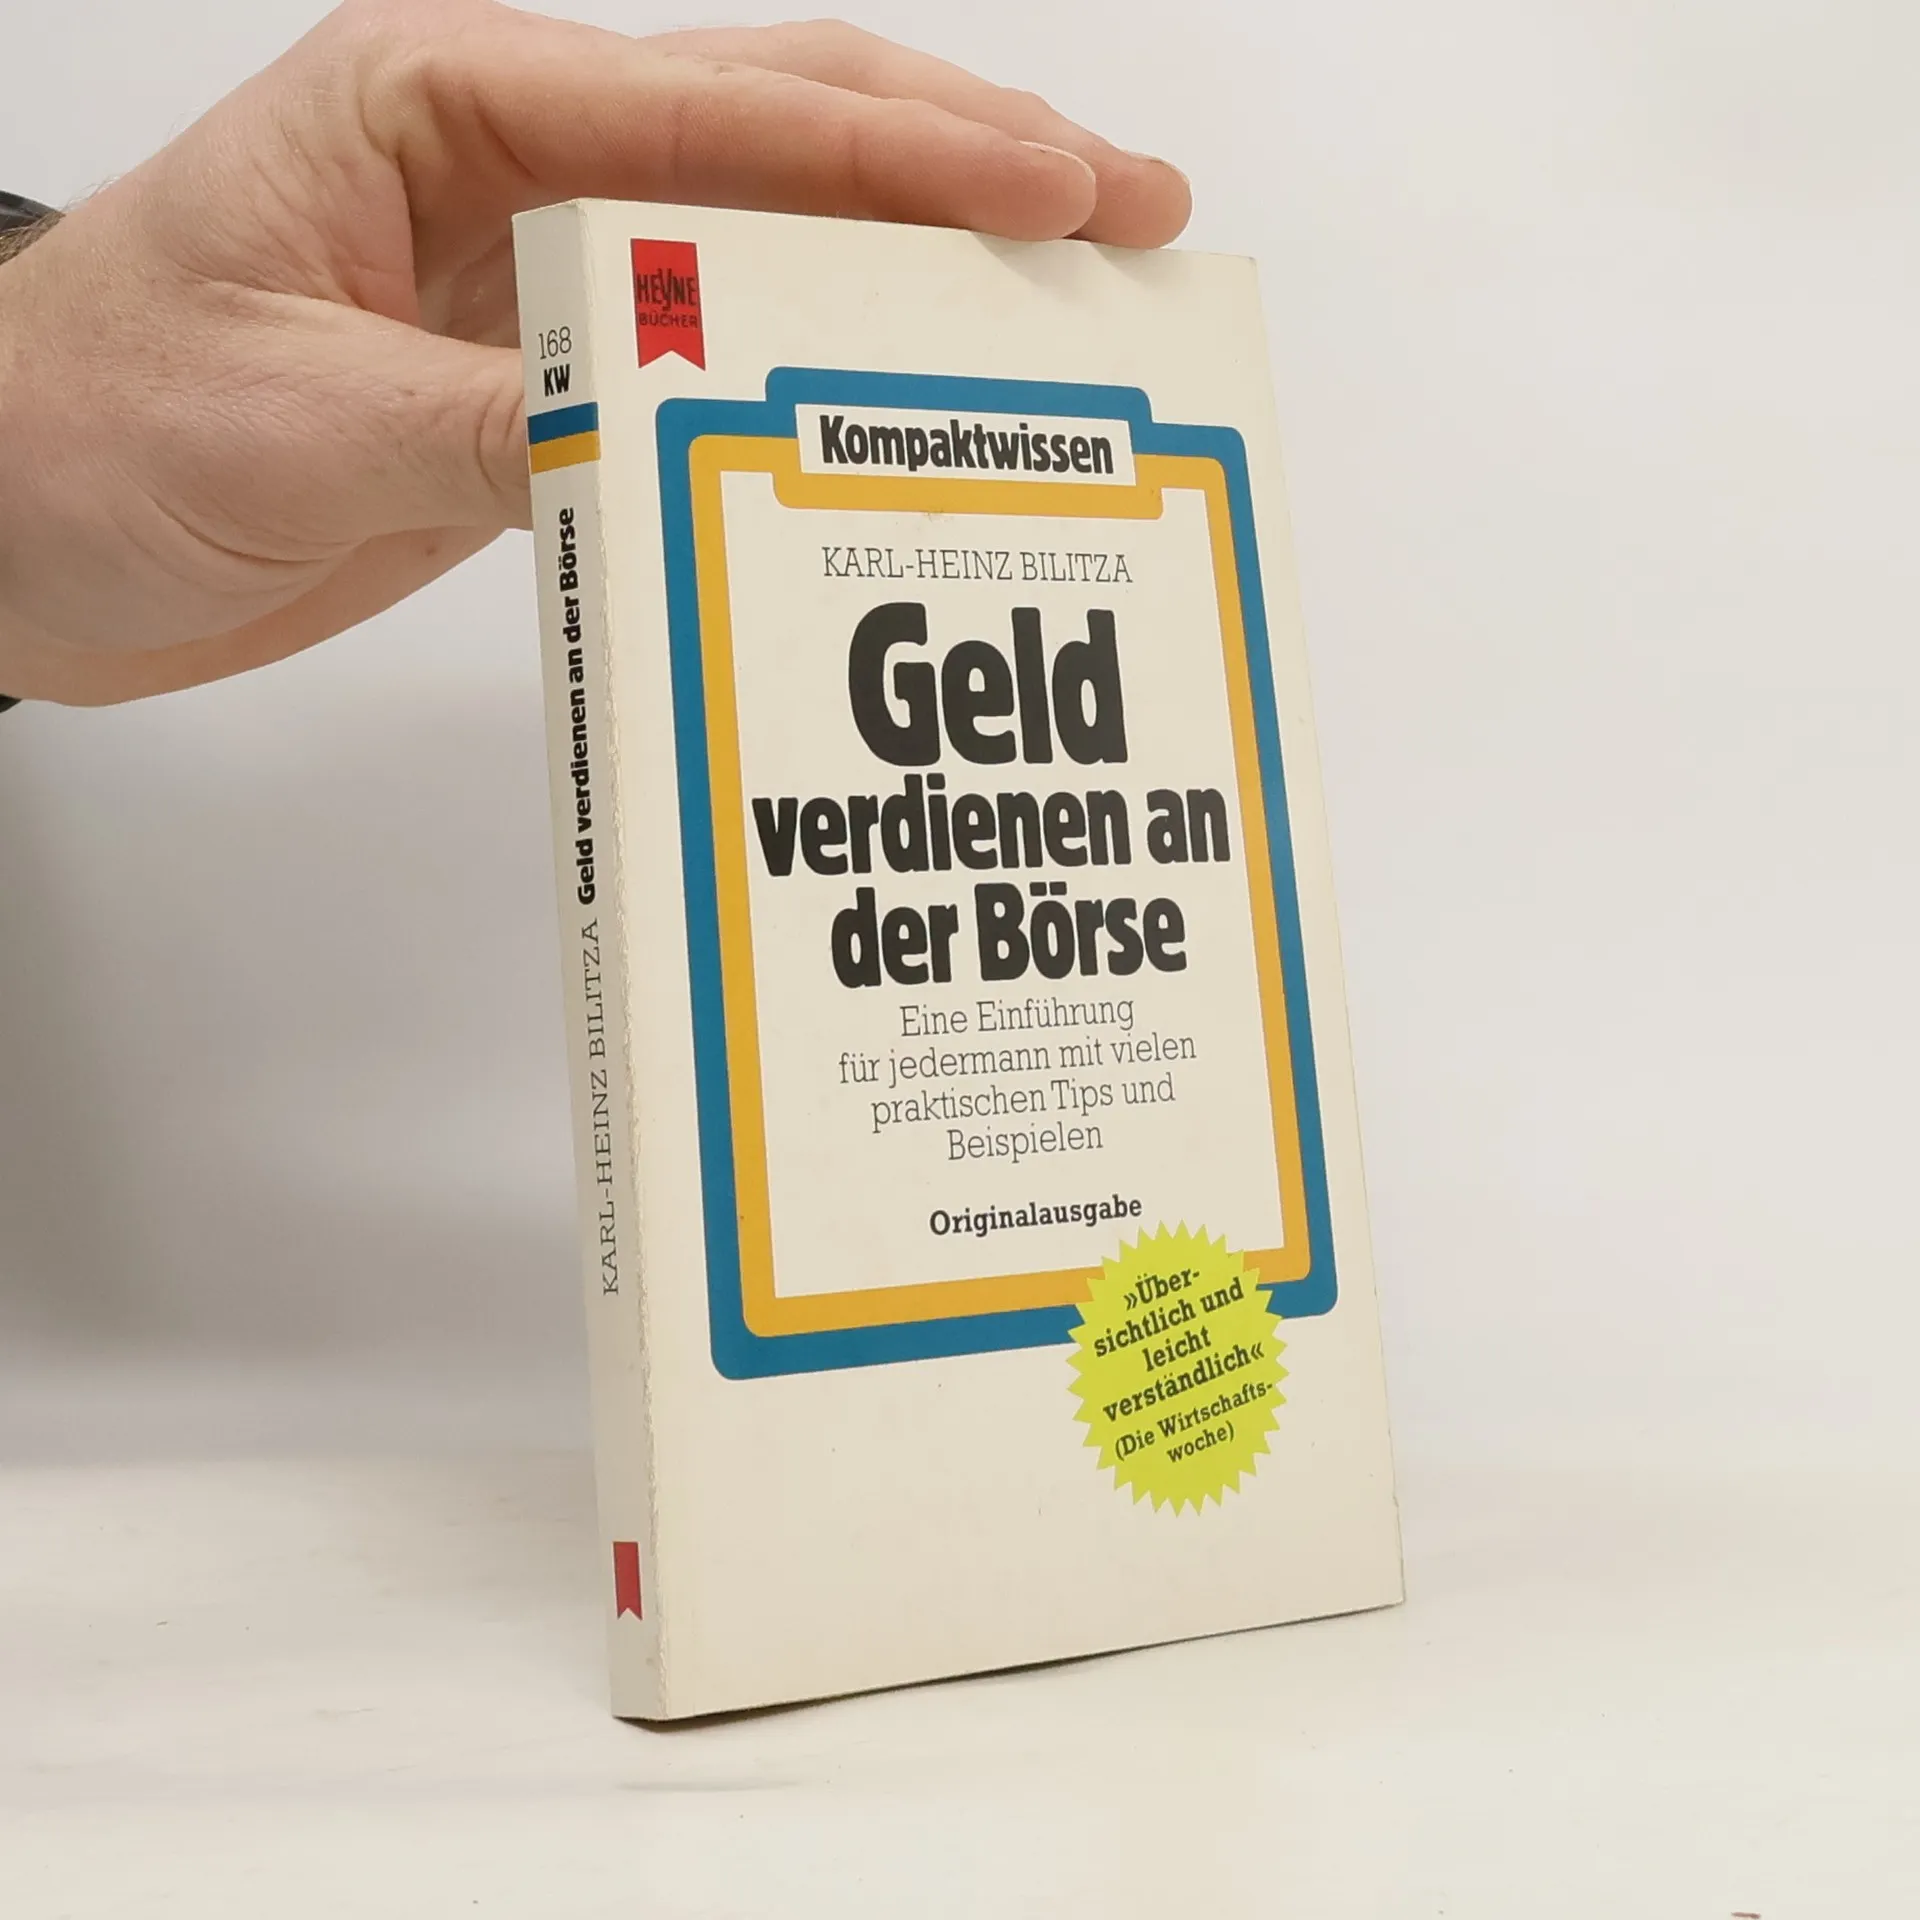 HEYNE
BÜCHER
168
KW
KARL-HEINZ BILITZA Geld verdienen an der Börse
Kompaktwissen
KARL-HEINZ BILITZA
Geld
verdienen an
der Börse
Eine Einführung
für jedermann mit vielen
praktischen Tips und
Beispielen
Originalausgabe
»Über-
sichtlich und
leicht
verständlich«
(Die Wirtschafts-
woche)